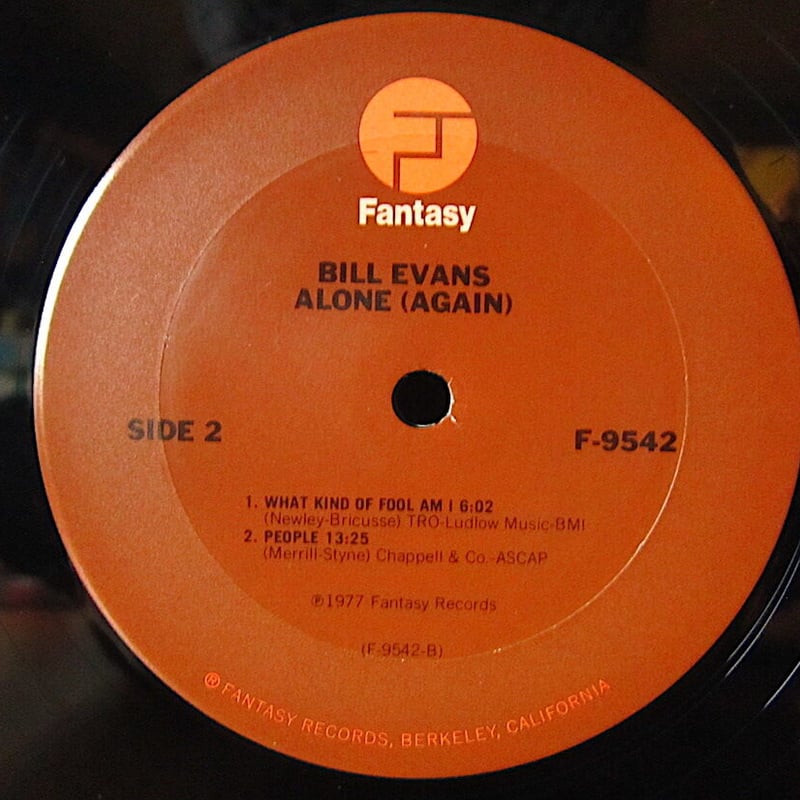 Fantasy
BILL EVANS
ALONE (AGAIN)
SIDE 2
F-9542
1. WHAT KIND OF FOOL AM I 6:02
(Newley-Bricusse) TRO-Ludlow Music-BMI
2. PEOPLE 13:25
(Merrill-Styne) Chappell & Co.-ASCAP
℗1977 Fantasy Records
(F-9542-B)
® FANTASY RECORDS, BERKELEY, CALIFORNIA